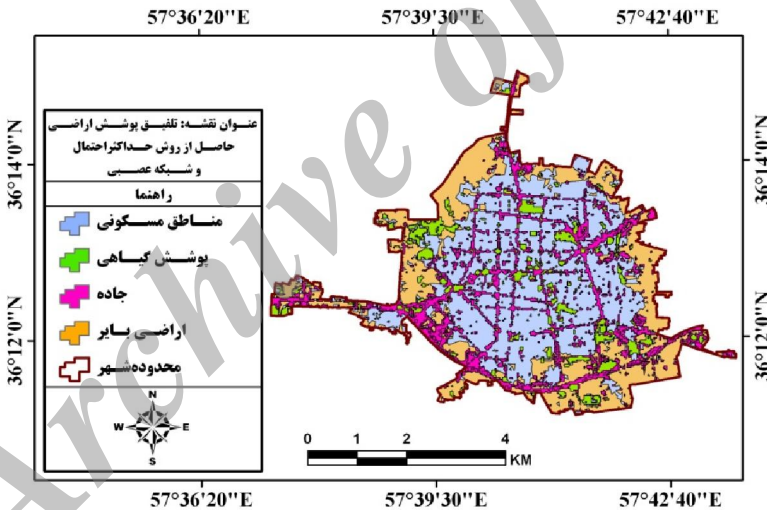 57°36'20"E 57°39'30"E 57°42'40"E
36°14'0"N 36°14'0"N
36°12'0"N 36°12'0"N
عنوان نقشه: تلفیق پوشش اراضی
حاصل از روش حداکثراحتمال
و شبکه عصبی
راهنما
مناطق مسکونی
پوشش گیاهی
جاده
اراضی بایر
محدوده شهر
N
W E
S
0 1 2 4
KM
57°36'20"E 57°39'30"E 57°42'40"E
Archive of